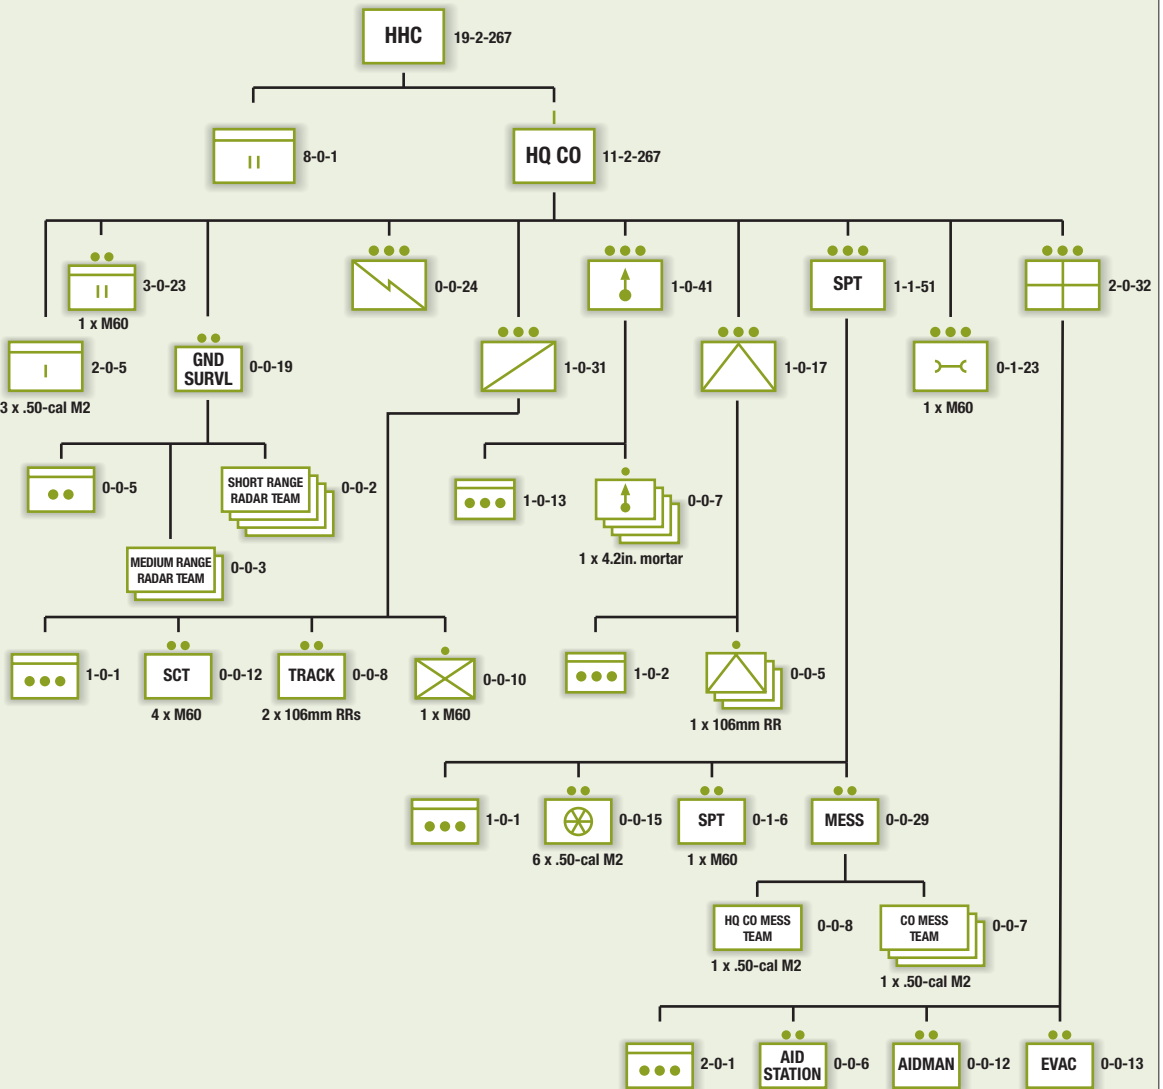 HHC 19-2-267
8-0-1
HQ CO 11-2-267
3-0-23
1 x M60
0-0-24
1-0-41
SPT 1-1-51
2-0-32
2-0-5
3 x .50-cal M2
GND
SURVL
0-0-19
1-0-31
1-0-17
0-1-23
1 x M60
0-0-5
SHORT RANGE
RADAR TEAM
0-0-2
1-0-13
0-0-7
1 x 4.2in. mortar
MEDIUM RANGE
RADAR TEAM
0-0-3
1-0-1
SCT 0-0-12
4 x M60
TRACK 0-0-8
2 x 106mm RRs
0-0-10
1 x M60
1-0-2
0-0-5
1 x 106mm RR
1-0-1
0-0-15
6 x .50-cal M2
SPT 0-1-6
1 x M60
MESS 0-0-29
HQ CO MESS
TEAM
0-0-8
1 x .50-cal M2
CO MESS
TEAM
0-0-7
1 x .50-cal M2
2-0-1
AID
STATION
0-0-6
AIDMAN 0-0-12
EVAC 0-0-13